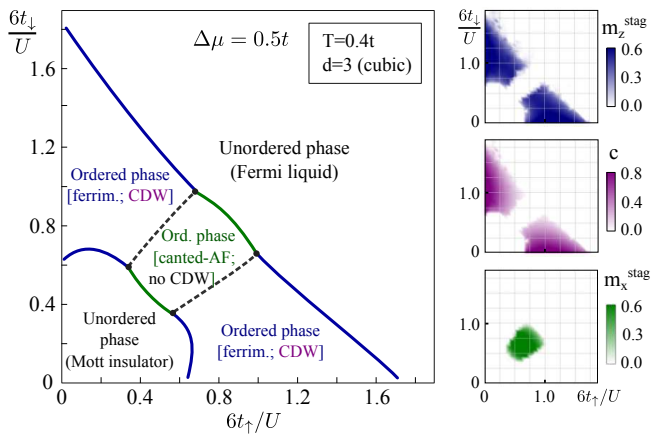 6t↓/U
Δμ = 0.5t
T=0.4t
d=3 (cubic)
1.6
1.2
0.8
0.4
0
Unordered phase
(Fermi liquid)
Ordered phase
[ferrim.; CDW]
Ord. phase
[canted-AF;
no CDW]
Unordered
phase
(Mott insulator)
Ordered phase
[ferrim.; CDW]
0 0.4 0.8 1.2 1.6
6t↑/U
6t↓/U
1.0
0
m_z^stag
0.6
0.3
0.0
1.0
0
c
0.8
0.4
0.0
1.0
0
0 1.0 6t↑/U
m_x^stag
0.6
0.3
0.0